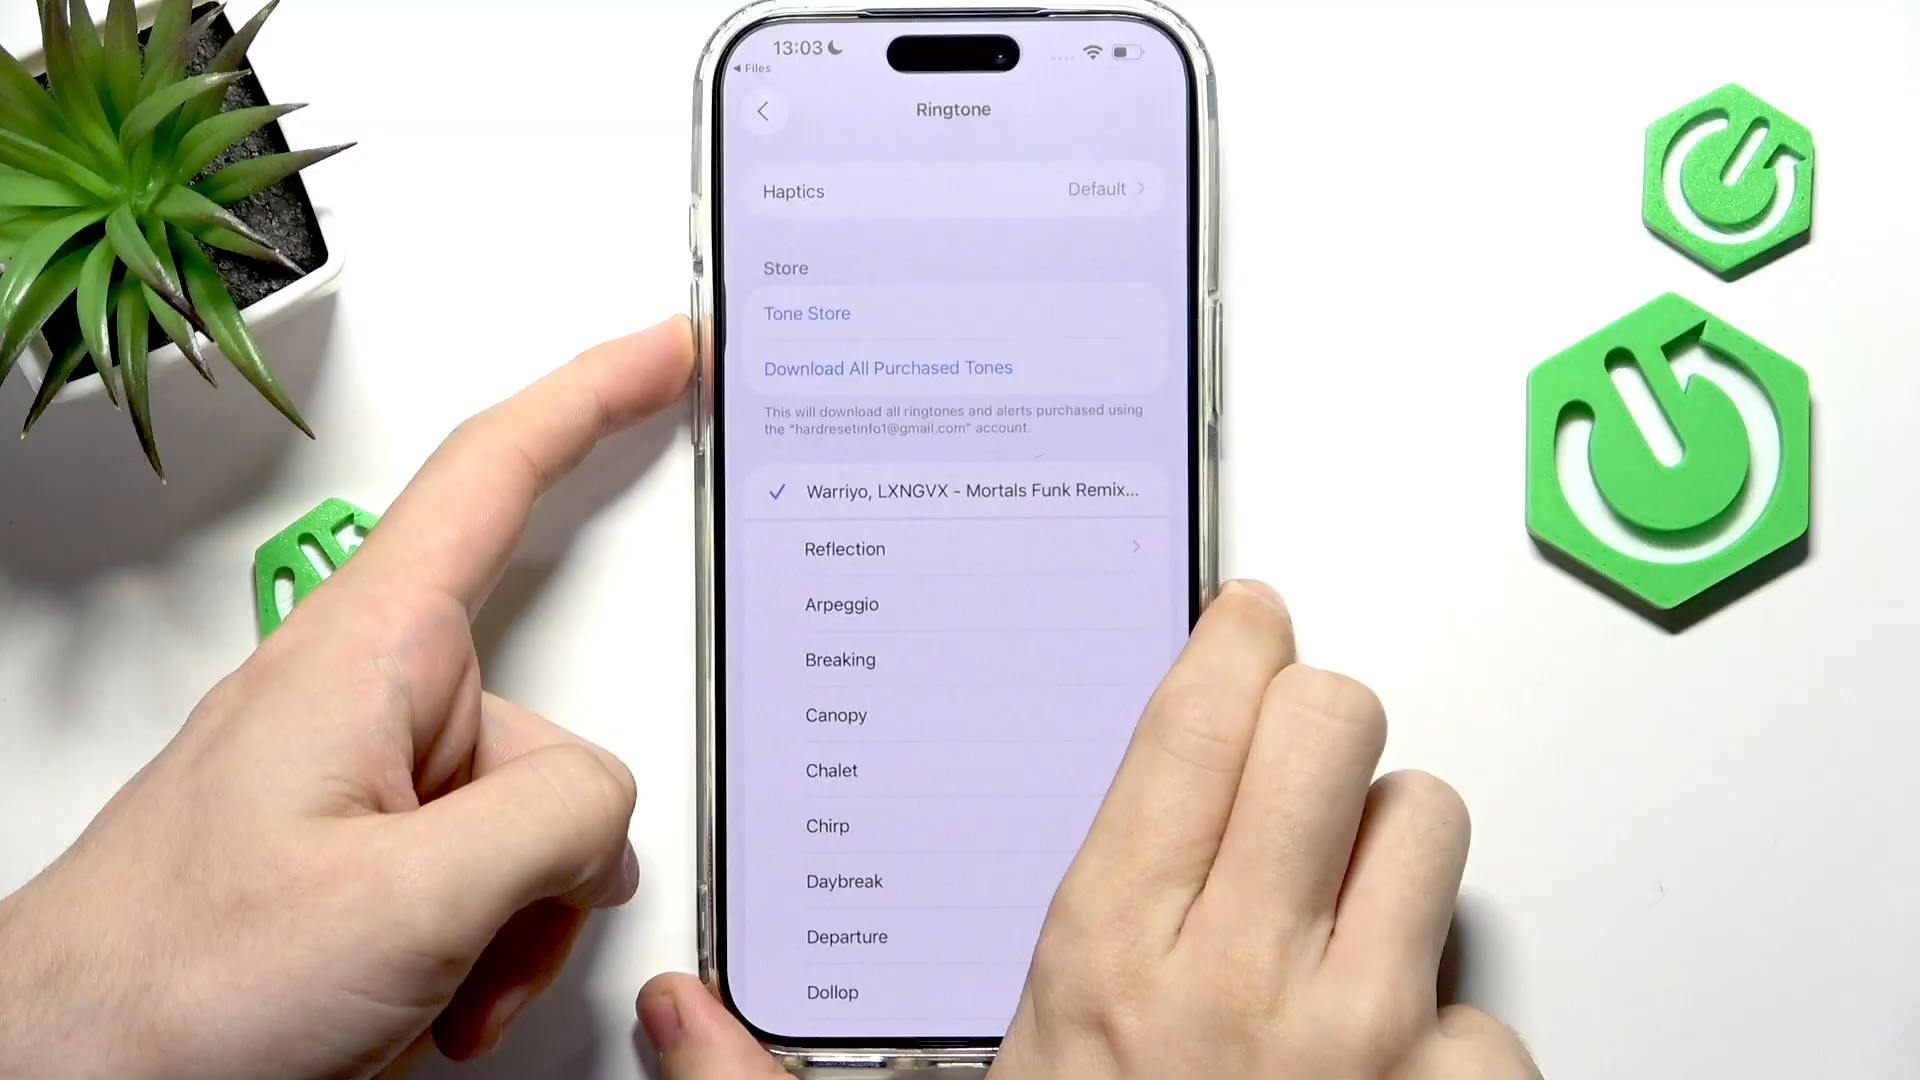 13:03
◀ Files
Ringtone
Haptics Default
Store
Tone Store
Download All Purchased Tones
This will download all ringtones and alerts purchased using
the “hardresetinfo1@gmail.com” account.
Warriyo, LXNGVX - Mortals Funk Remix...
Reflection
Arpeggio
Breaking
Canopy
Chalet
Chirp
Daybreak
Departure
Dollop